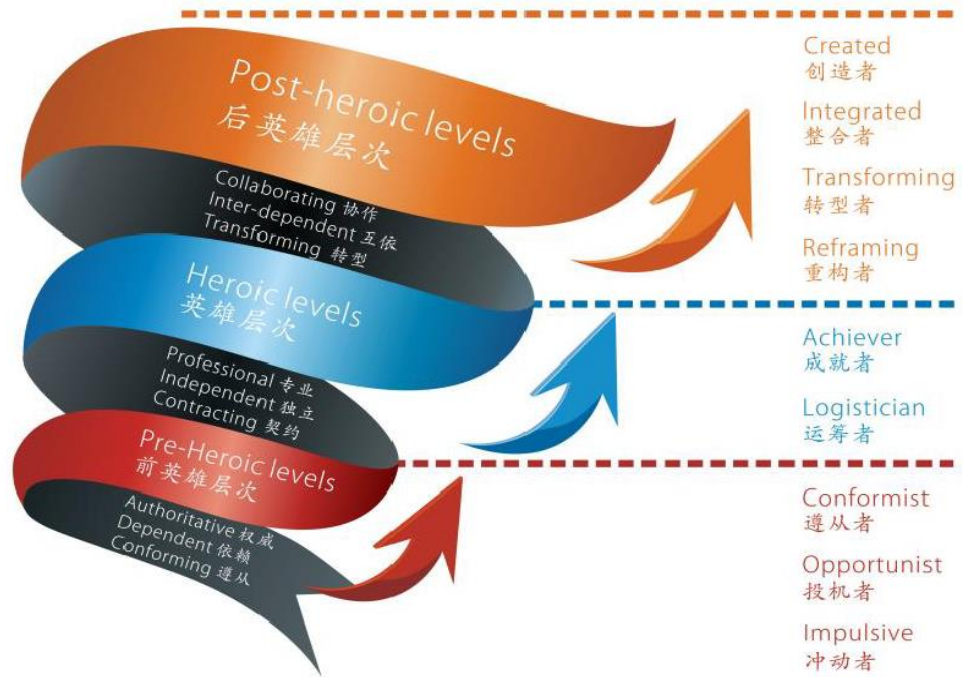 Post-heroic levels
后英雄层次
Collaborating 协作
Inter-dependent 互依
Transforming 转型
Heroic levels
英雄层次
Professional 专业
Independent 独立
Contracting 契约
Pre-Heroic levels
前英雄层次
Authoritative 权威
Dependent 依赖
Conforming 遵从
Created
创造者
Integrated
整合者
Transforming
转型者
Reframing
重构者
Achiever
成就者
Logistician
运筹者
Conformist
遵从者
Opportunist
投机者
Impulsive
冲动者